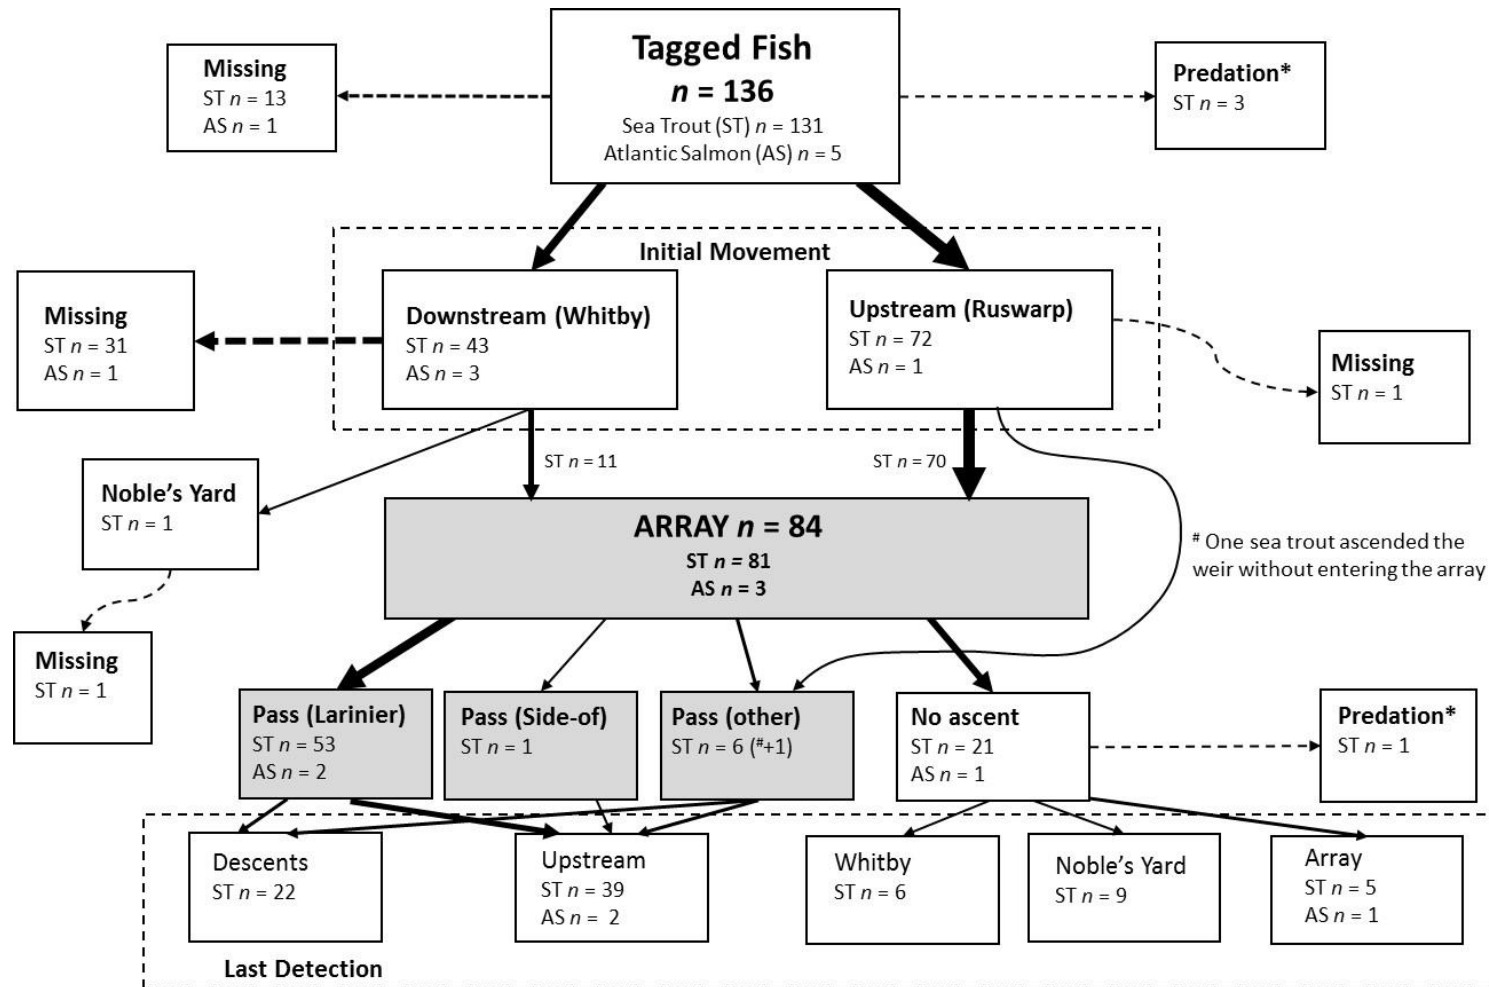 Tagged Fish
n = 136
Sea Trout (ST) n = 131
Atlantic Salmon (AS) n = 5
Missing
ST n = 13
AS n = 1
Predation*
ST n = 3
Initial Movement
Downstream (Whitby)
ST n = 43
AS n = 3
Upstream (Ruswarp)
ST n = 72
AS n = 1
Missing
ST n = 31
AS n = 1
Missing
ST n = 1
Noble's Yard
ST n = 1
ST n = 11
ST n = 70
ARRAY n = 84
ST n = 81
AS n = 3
# One sea trout ascended the
weir without entering the array
Missing
ST n = 1
Pass (Larinier)
ST n = 53
AS n = 2
Pass (Side-of)
ST n = 1
Pass (other)
ST n = 6 (#+1)
No ascent
ST n = 21
AS n = 1
Predation*
ST n = 1
Descents
ST n = 22
Upstream
ST n = 39
AS n = 2
Whitby
ST n = 6
Noble's Yard
ST n = 9
Array
ST n = 5
AS n = 1
Last Detection